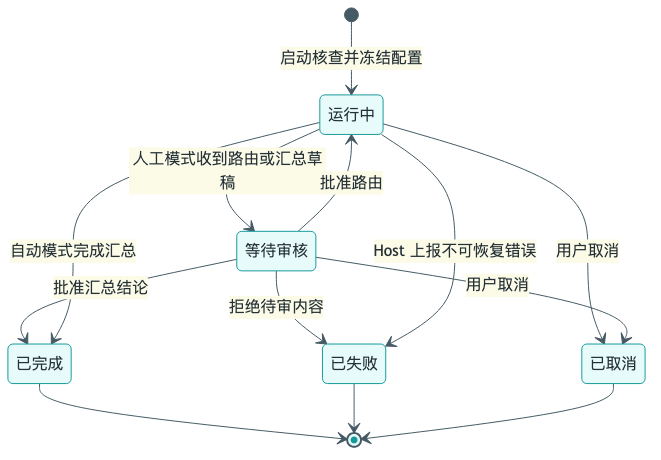 启动核查并冻结配置
运行中
人工模式收到路由或汇总草
稿
批准路由
自动模式完成汇总
等待审核
Host 上报不可恢复错误
用户取消
批准汇总结论
拒绝待审内容
用户取消
已完成
已失败
已取消